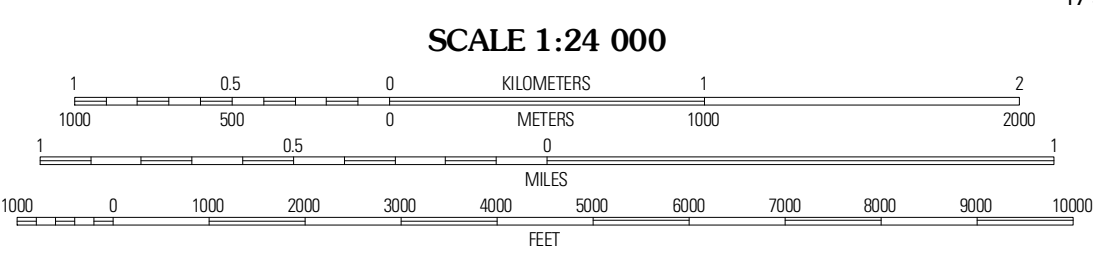 SCALE 1:24 000
1 0.5 0 KILOMETERS 1 2
1000 500 0 METERS 1000 2000
1 0.5 0 1
MILES
1000 0 1000 2000 3000 4000 5000 6000 7000 8000 9000 10000
FEET